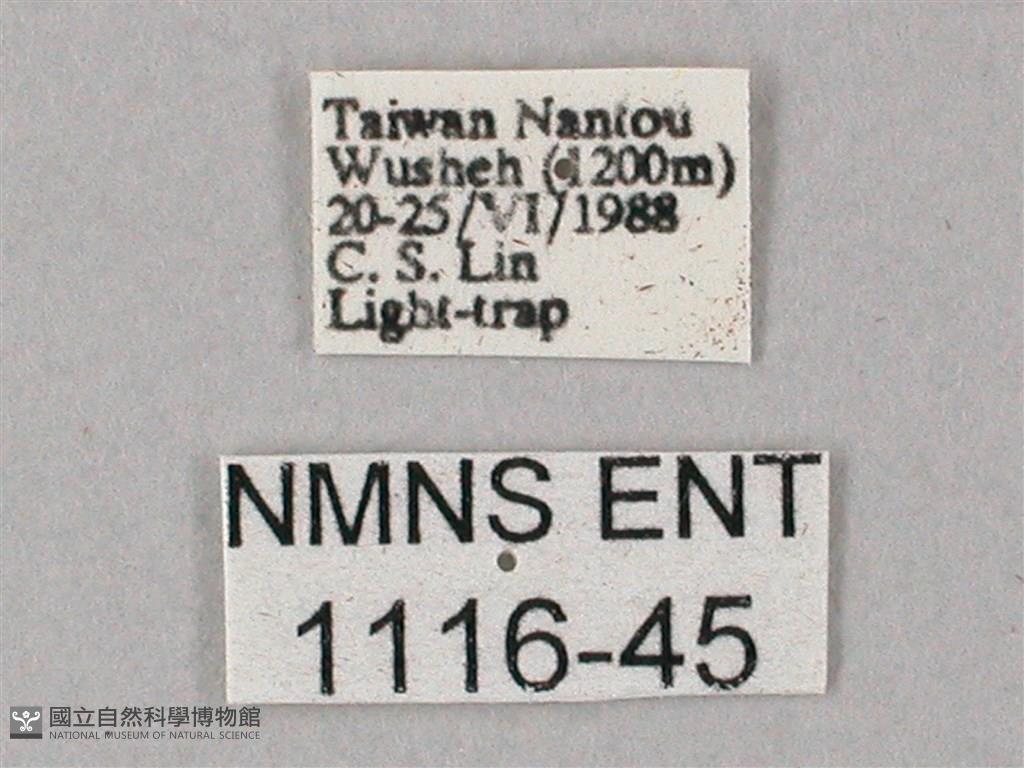 Taiwan Nantou
Wusheh (1200m)
20-25/VI/1988
C. S. Lin
Light-trap
NMNS ENT
1116-45
國立自然科學博物館
NATIONAL MUSEUM OF NATURAL SCIENCE